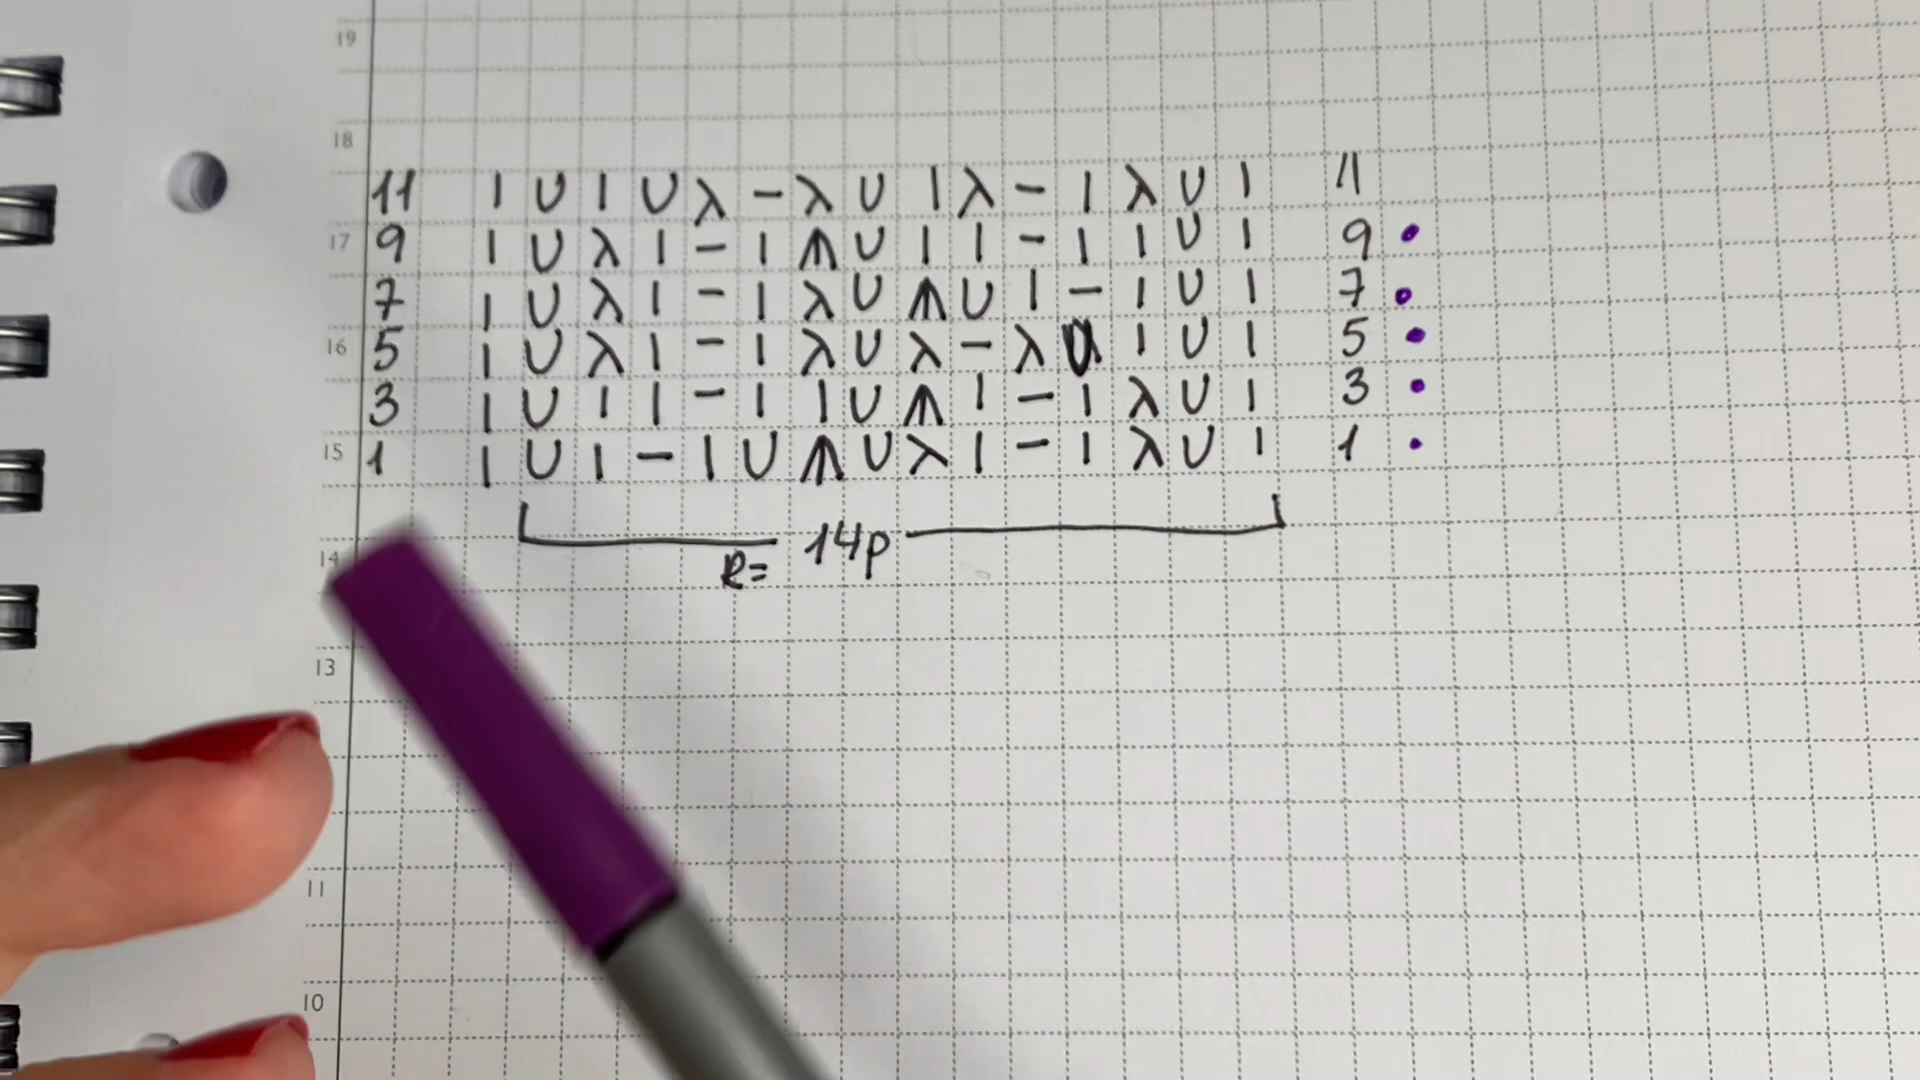 19
18
11 | U | U λ - λ U | λ - | λ U | 11
17 9 | U λ | - | ⩚ U | | - | | U | 9 •
7 | U λ | - | λ U ⩚ U | - | U | 7 •
16 5 | U λ | - | λ U λ - λ U | U | 5 •
3 | U | | - | | U ⩚ | - | λ U | 3 •
15 1 | U | - | U ⩚ U λ | - | λ U | 1 •
14 R= 14p
13
11
10